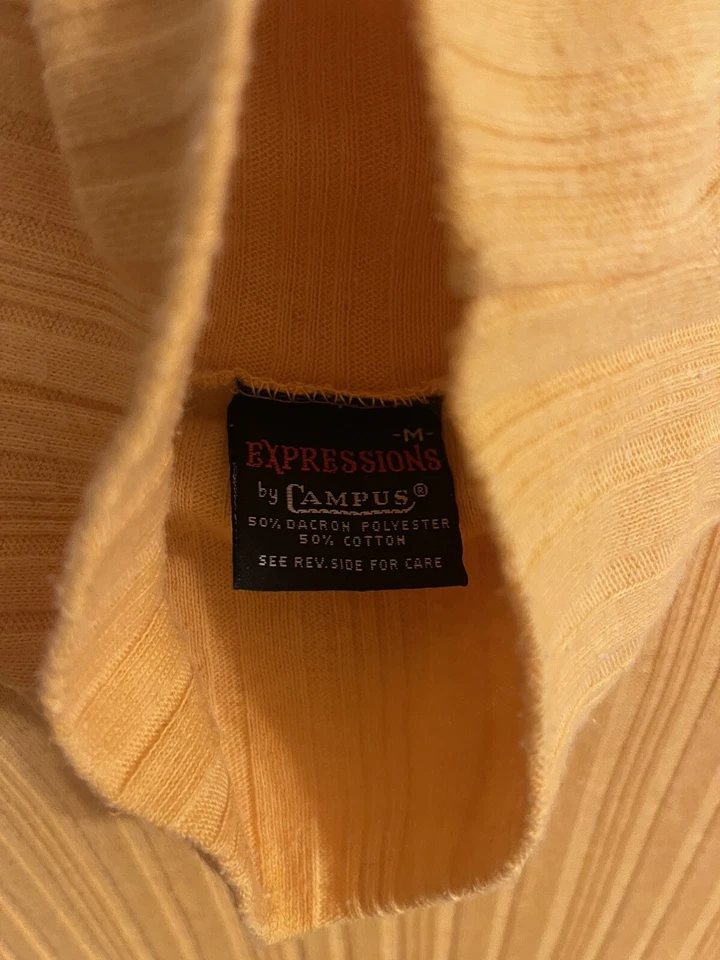 -M-
EXPRESSIONS
by CAMPUS®
50% DACRON POLYESTER
50% COTTON
SEE REV. SIDE FOR CARE